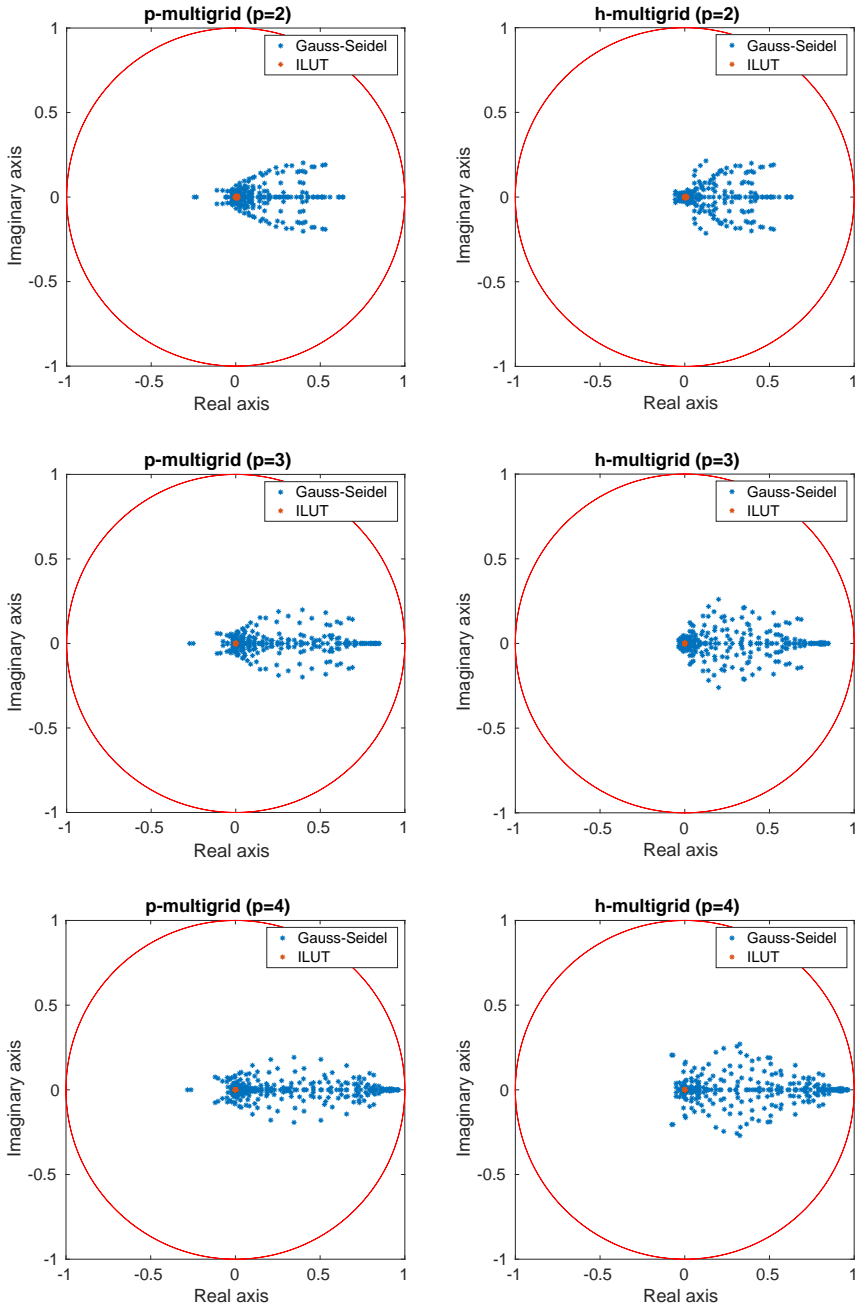 p-multigrid (p=2)
Gauss-Seidel
ILUT
1
0.5
0
-0.5
-1
Imaginary axis
-1
-0.5
0
0.5
1
Real axis
h-multigrid (p=2)
Gauss-Seidel
ILUT
1
0.5
0
-0.5
-1
Imaginary axis
-1
-0.5
0
0.5
1
Real axis
p-multigrid (p=3)
Gauss-Seidel
ILUT
1
0.5
0
-0.5
-1
Imaginary axis
-1
-0.5
0
0.5
1
Real axis
h-multigrid (p=3)
Gauss-Seidel
ILUT
1
0.5
0
-0.5
-1
Imaginary axis
-1
-0.5
0
0.5
1
Real axis
p-multigrid (p=4)
Gauss-Seidel
ILUT
1
0.5
0
-0.5
-1
Imaginary axis
-1
-0.5
0
0.5
1
Real axis
h-multigrid (p=4)
Gauss-Seidel
ILUT
1
0.5
0
-0.5
-1
Imaginary axis
-1
-0.5
0
0.5
1
Real axis